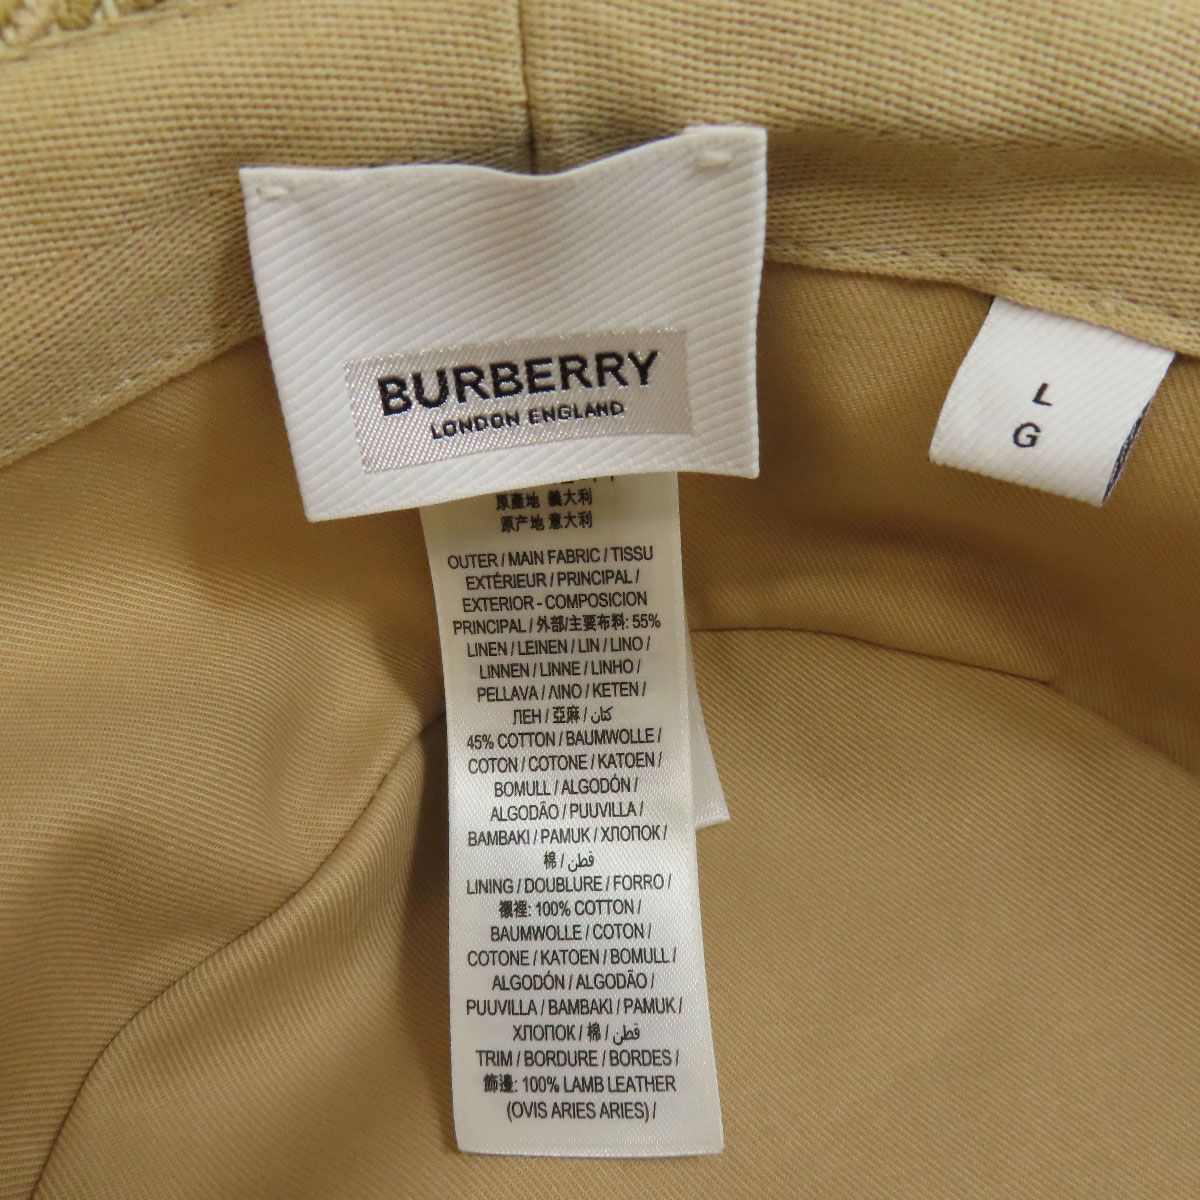 BURBERRY
LONDON ENGLAND
L
G
原產地 義大利
原产地 意大利
OUTER / MAIN FABRIC / TISSU
EXTÉRIEUR / PRINCIPAL /
EXTERIOR - COMPOSICION
PRINCIPAL / 外部/主要布料: 55%
LINEN / LEINEN / LIN / LINO /
LINNEN / LINNE / LINHO /
PELLAVA / ΛΙΝΟ / KETEN /
ЛЕН / 亞麻 / كتان /
45% COTTON / BAUMWOLLE /
COTON / COTONE / KATOEN /
BOMULL / ALGODÓN /
ALGODÃO / PUUVILLA /
BAMBAKI / PAMUK / ХЛОПОК /
棉 / قطن /
LINING / DOUBLURE / FORRO /
襯裡: 100% COTTON /
BAUMWOLLE / COTON /
COTONE / KATOEN / BOMULL /
ALGODÓN / ALGODÃO /
PUUVILLA / BAMBAKI / PAMUK /
ХЛОПОК / 棉 / قطن /
TRIM / BORDURE / BORDES /
飾邊: 100% LAMB LEATHER
(OVIS ARIES ARIES) /